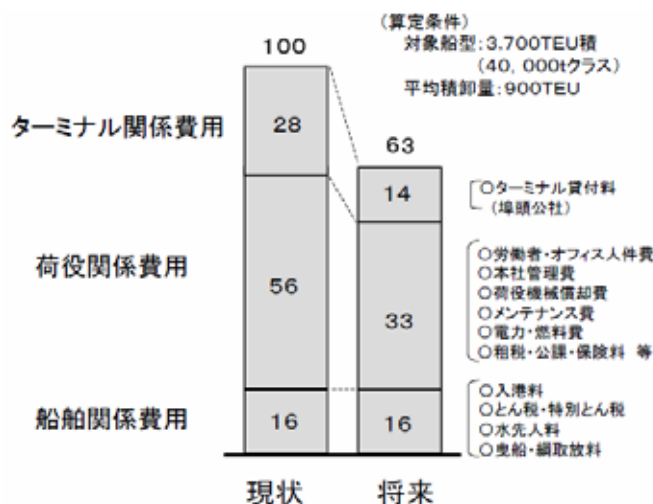 (算定条件)
対象船型:3.700TEU積
(40,000tクラス)
平均積卸量:900TEU
100
63
ターミナル関係費用
28
14
○ターミナル貸付料
(埠頭公社)
荷役関係費用
56
33
○労働者・オフィス人件費
○本社管理費
○荷役機械償却費
○メンテナンス費
○電力・燃料費
○租税・公課・保険料 等
船舶関係費用
16
16
○入港料
○とん税・特別とん税
○水先人料
○曳船・綱取放料
現状
将来